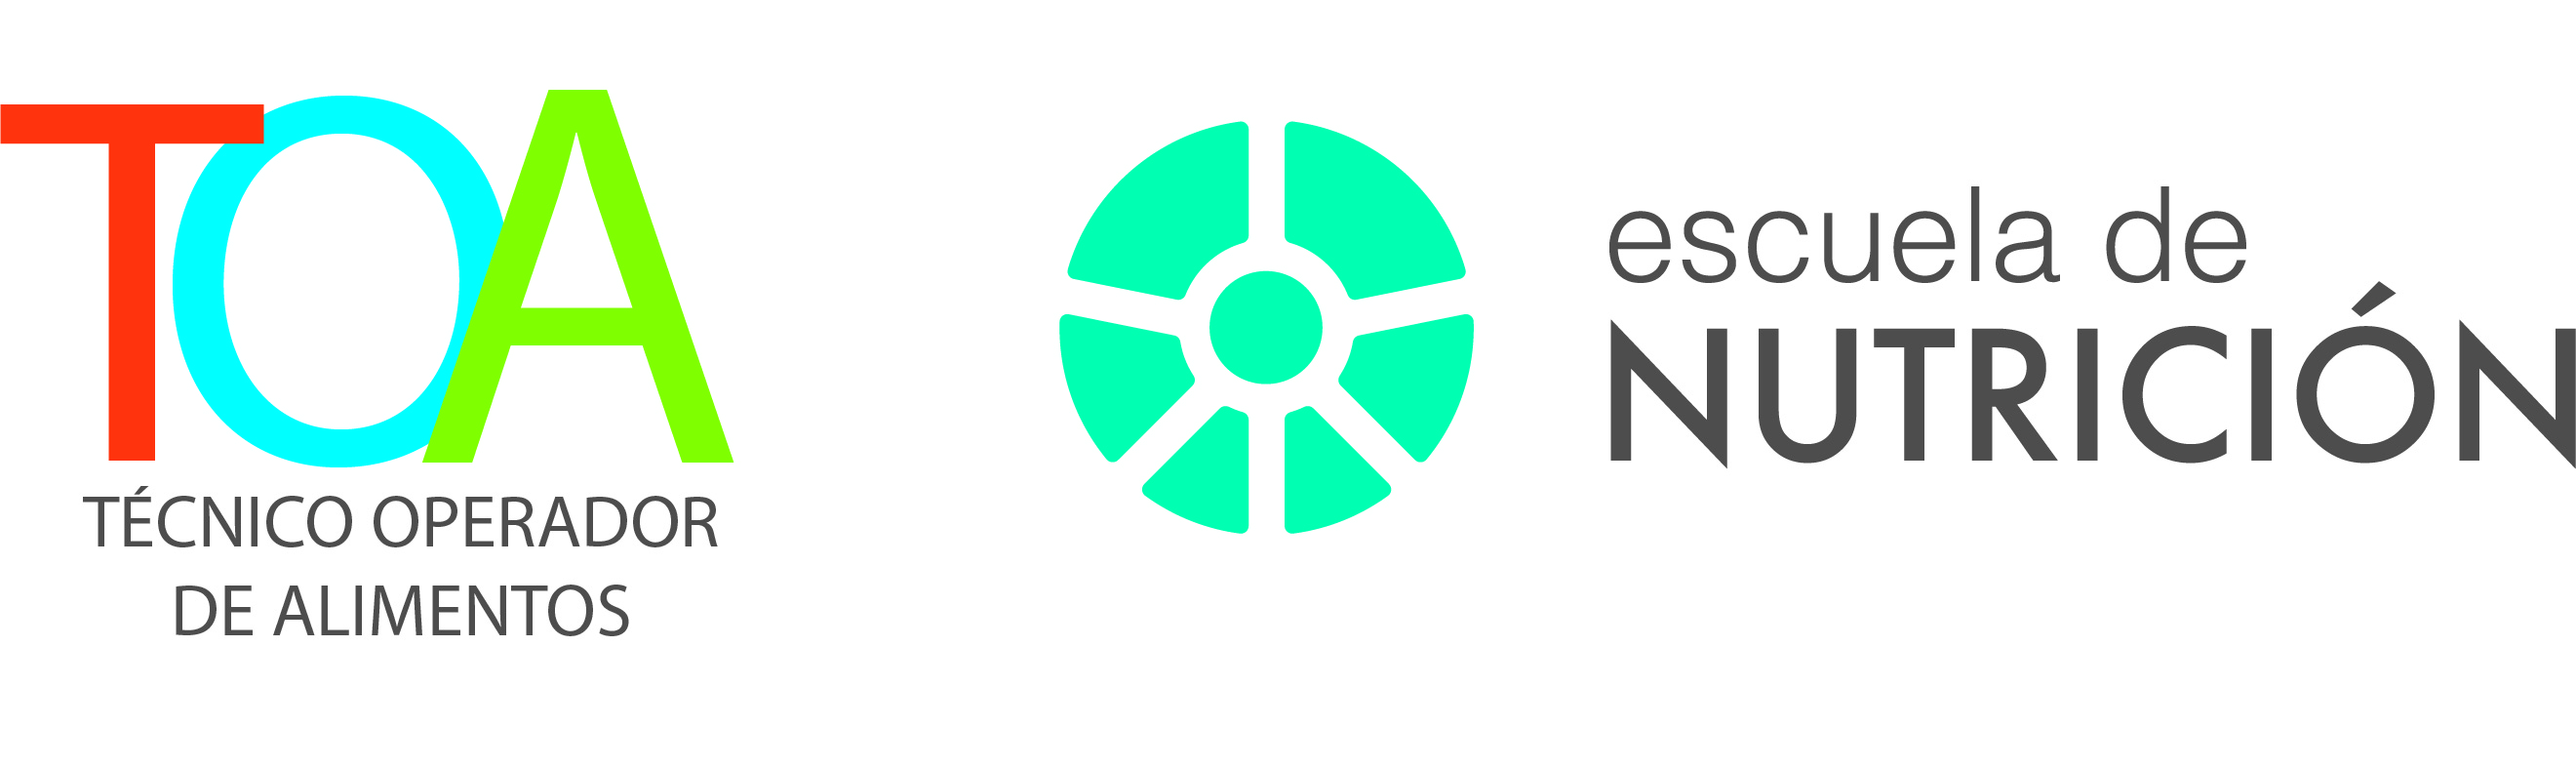 TOA
TÉCNICO OPERADOR
DE ALIMENTOS
escuela de
NUTRICIÓN